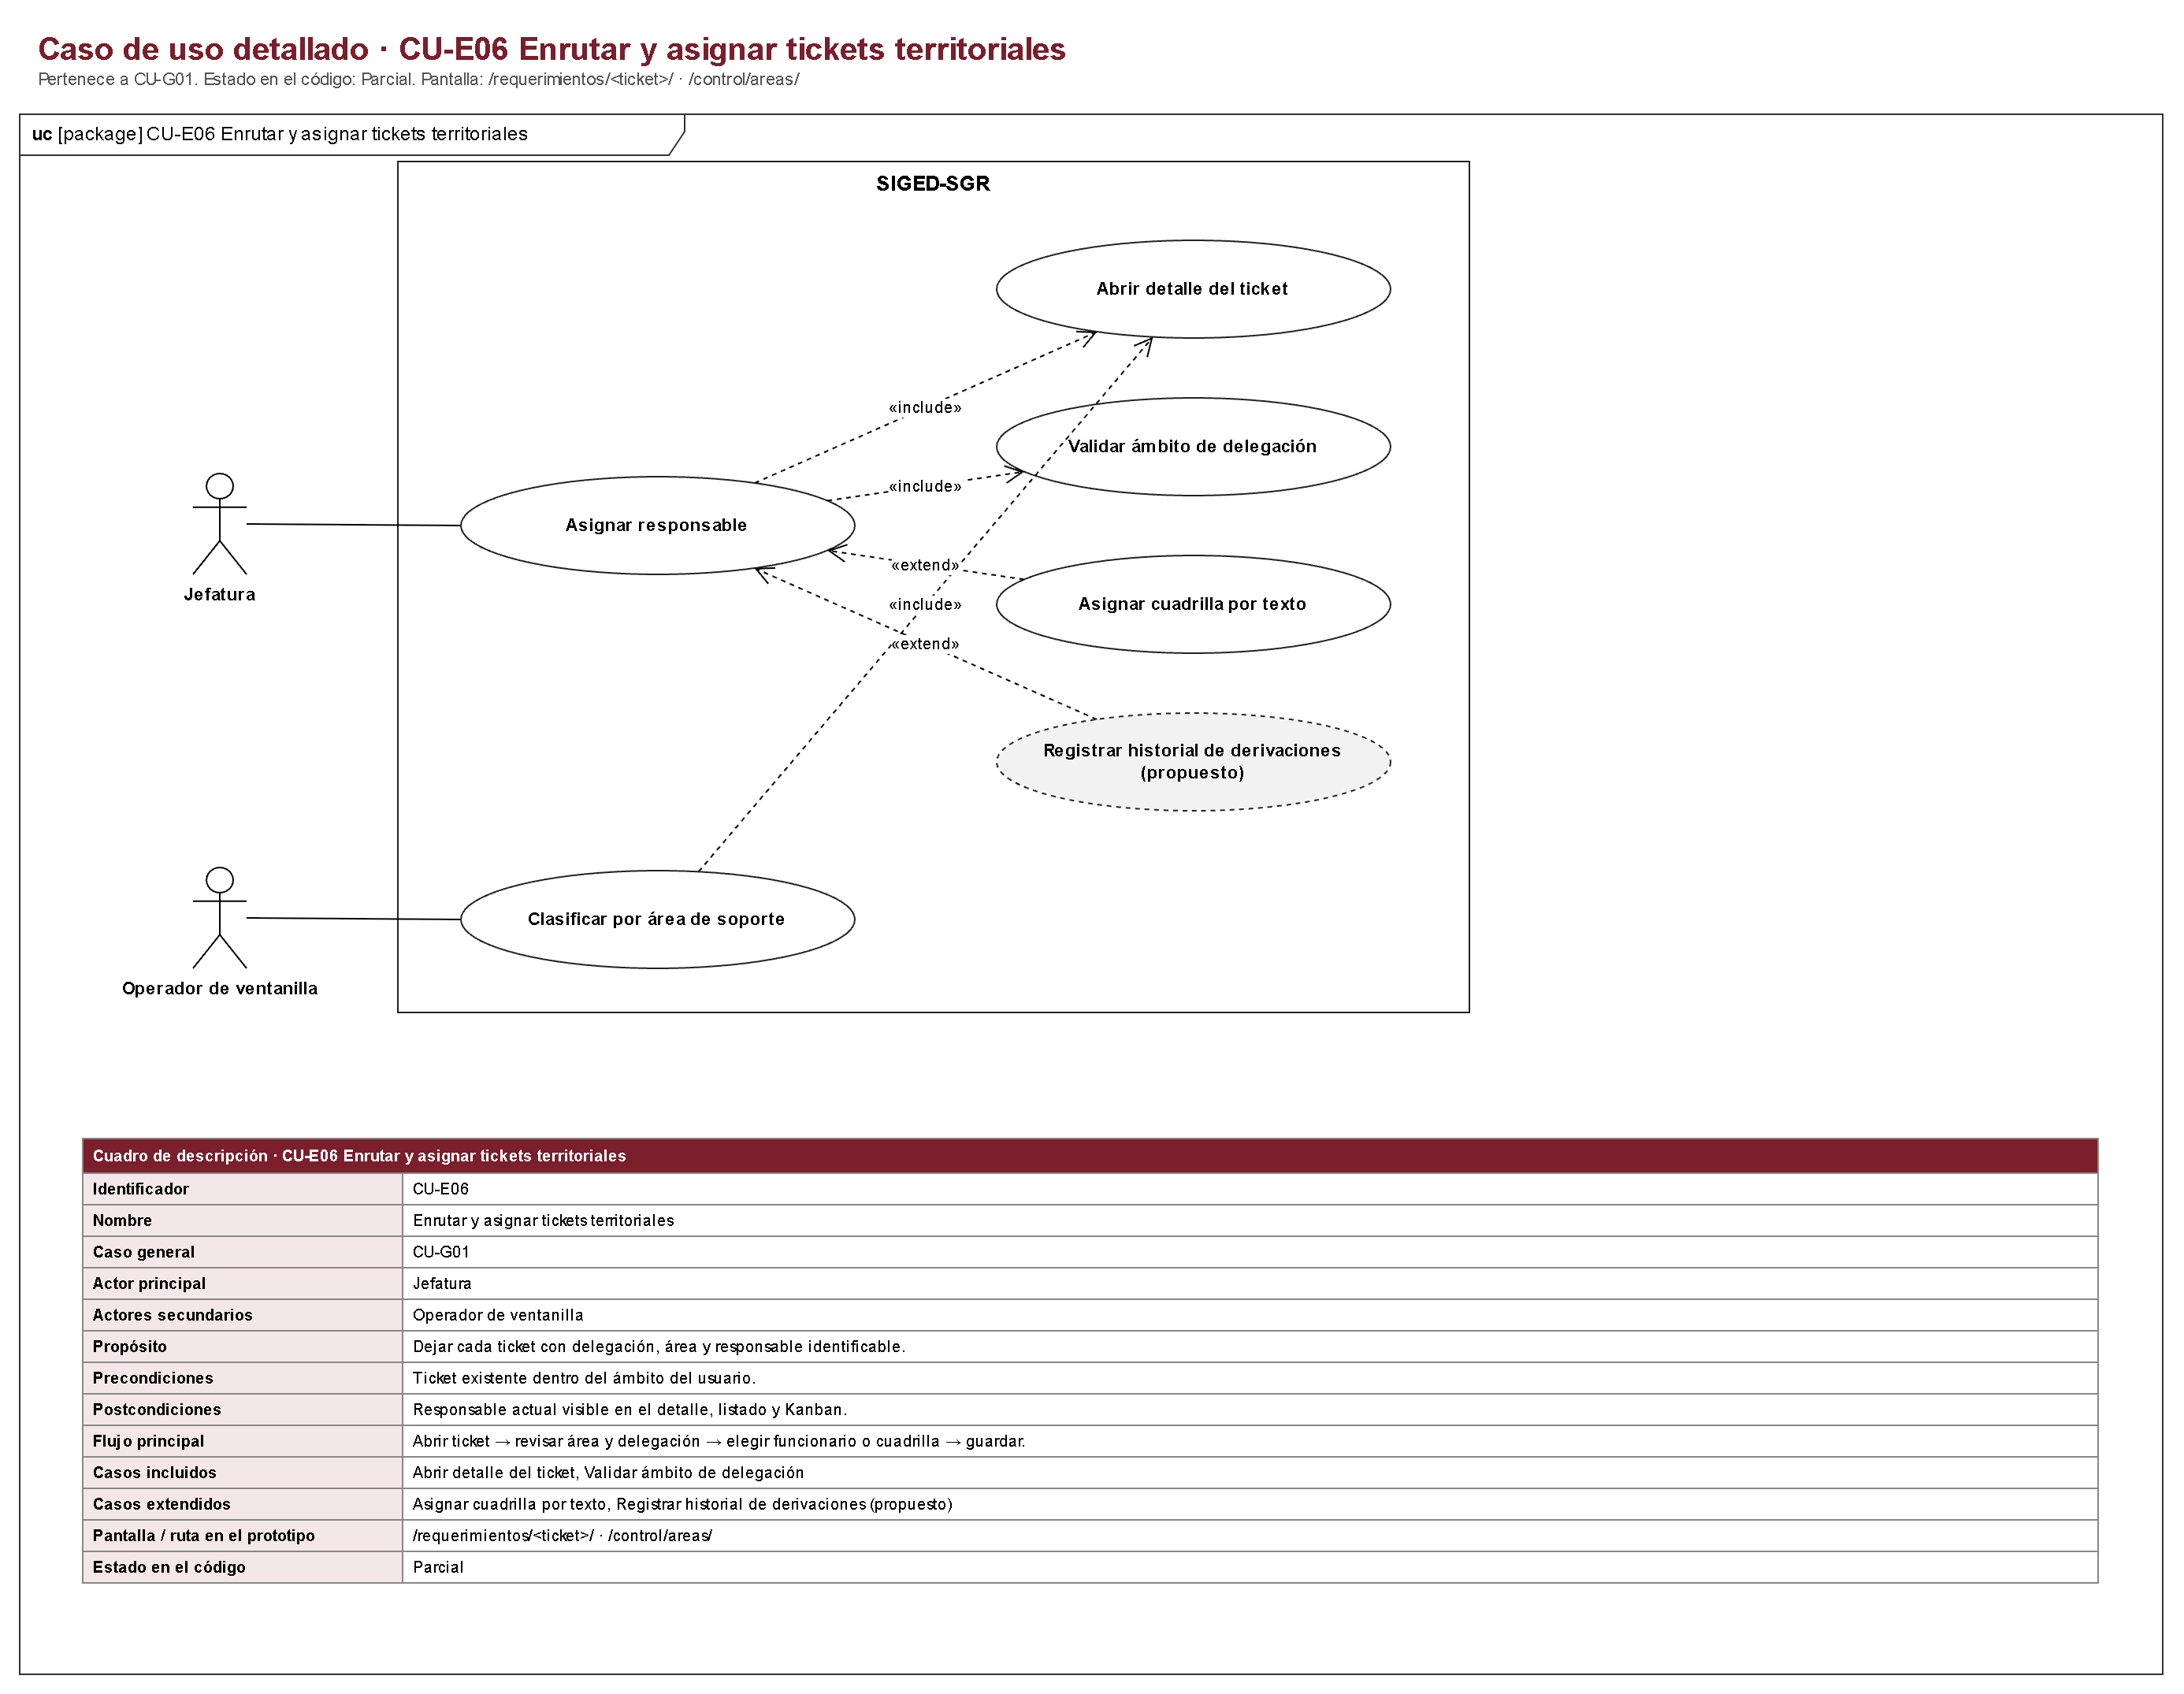 Caso de uso detallado · CU-E06 Enrutar y asignar tickets territoriales
Pertenece a CU-G01. Estado en el código: Parcial. Pantalla: /requerimientos/<ticket>/ · /control/areas/
uc [package] CU-E06 Enrutar y asignar tickets territoriales
SIGED-SGR
Abrir detalle del ticket
«include»
Validar ámbito de delegación
«include»
Asignar responsable
Jefatura
«extend»
Asignar cuadrilla por texto
«include»
«extend»
Registrar historial de derivaciones
(propuesto)
Clasificar por área de soporte
Operador de ventanilla
Cuadro de descripción · CU-E06 Enrutar y asignar tickets territoriales
Identificador CU-E06
Nombre Enrutar y asignar tickets territoriales
Caso general CU-G01
Actor principal Jefatura
Actores secundarios Operador de ventanilla
Propósito Dejar cada ticket con delegación, área y responsable identificable.
Precondiciones Ticket existente dentro del ámbito del usuario.
Postcondiciones Responsable actual visible en el detalle, listado y Kanban.
Flujo principal Abrir ticket → revisar área y delegación → elegir funcionario o cuadrilla → guardar.
Casos incluidos Abrir detalle del ticket, Validar ámbito de delegación
Casos extendidos Asignar cuadrilla por texto, Registrar historial de derivaciones (propuesto)
Pantalla / ruta en el prototipo /requerimientos/<ticket>/ · /control/areas/
Estado en el código Parcial